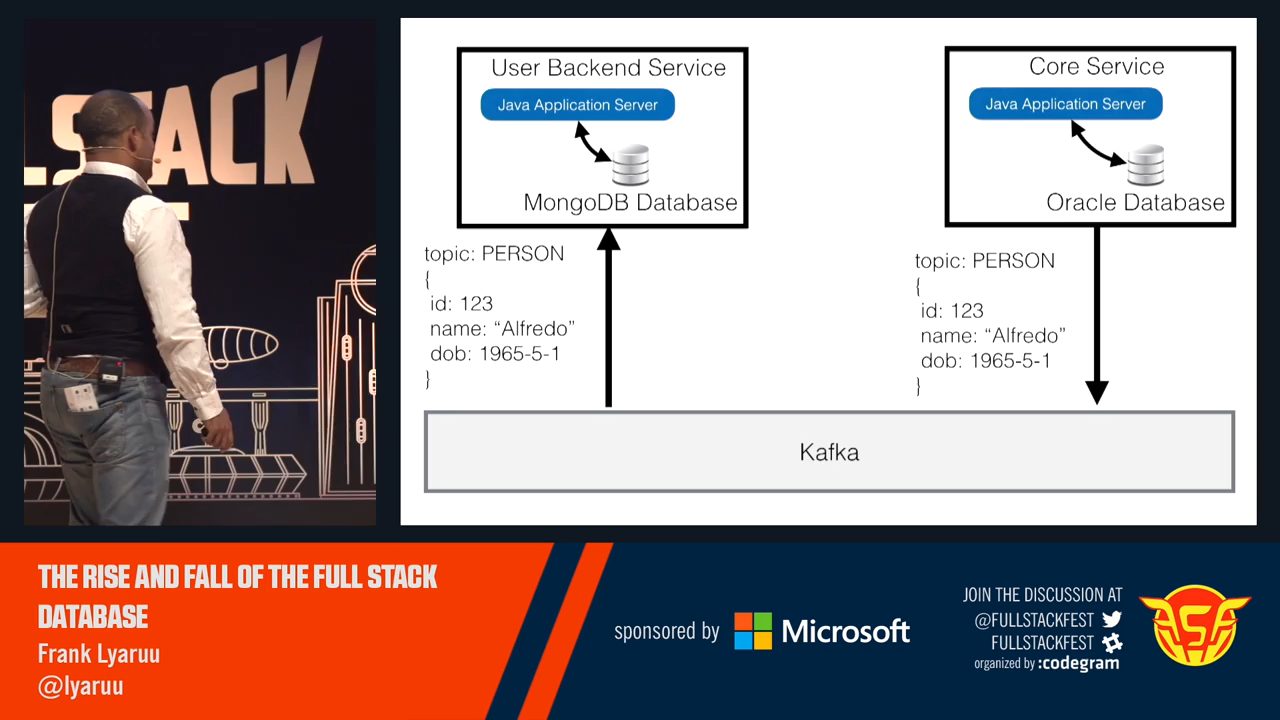 L STACK
User Backend Service
Java Application Server
MongoDB Database
Core Service
Java Application Server
Oracle Database
topic: PERSON
{
id: 123
name: “Alfredo”
dob: 1965-5-1
}
topic: PERSON
{
id: 123
name: “Alfredo”
dob: 1965-5-1
}
Kafka
THE RISE AND FALL OF THE FULL STACK
DATABASE
Frank Lyaruu
@lyaruu
sponsored by Microsoft
JOIN THE DISCUSSION AT
@FULLSTACKFEST
FULLSTACKFEST
organized by :codegram
FSF